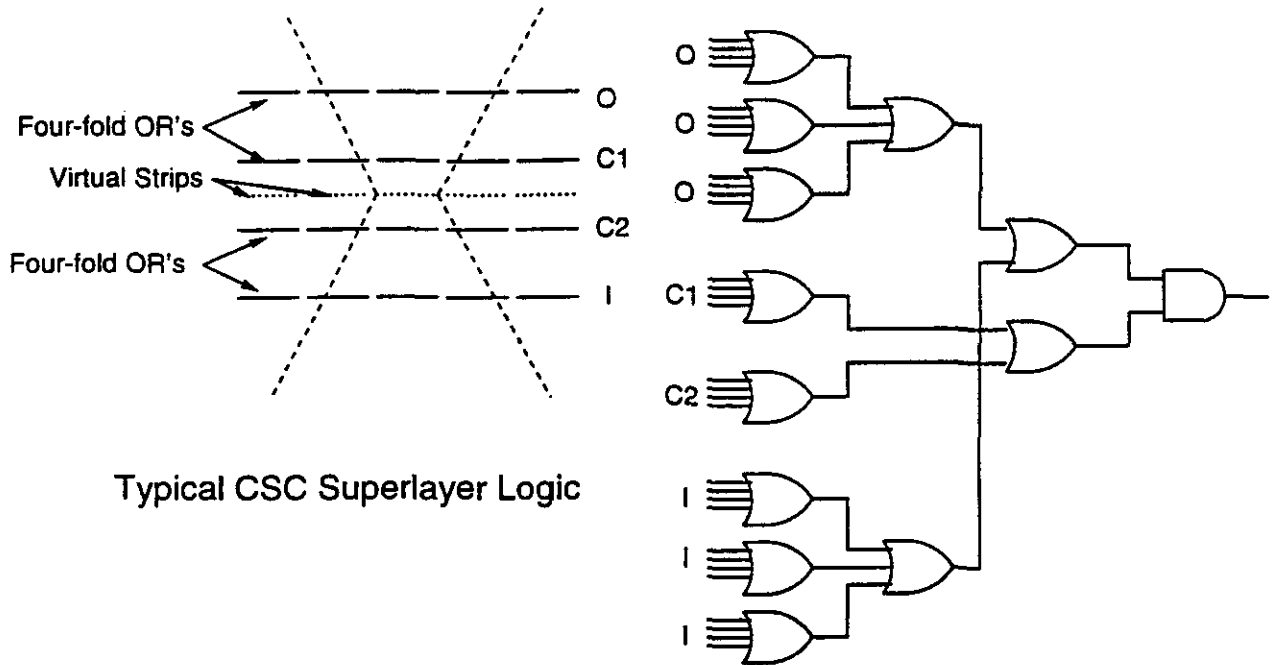 O
Four-fold OR's
C1
Virtual Strips
C2
Four-fold OR's
I
Typical CSC Superlayer Logic
O
O
O
C1
C2
I
I
I